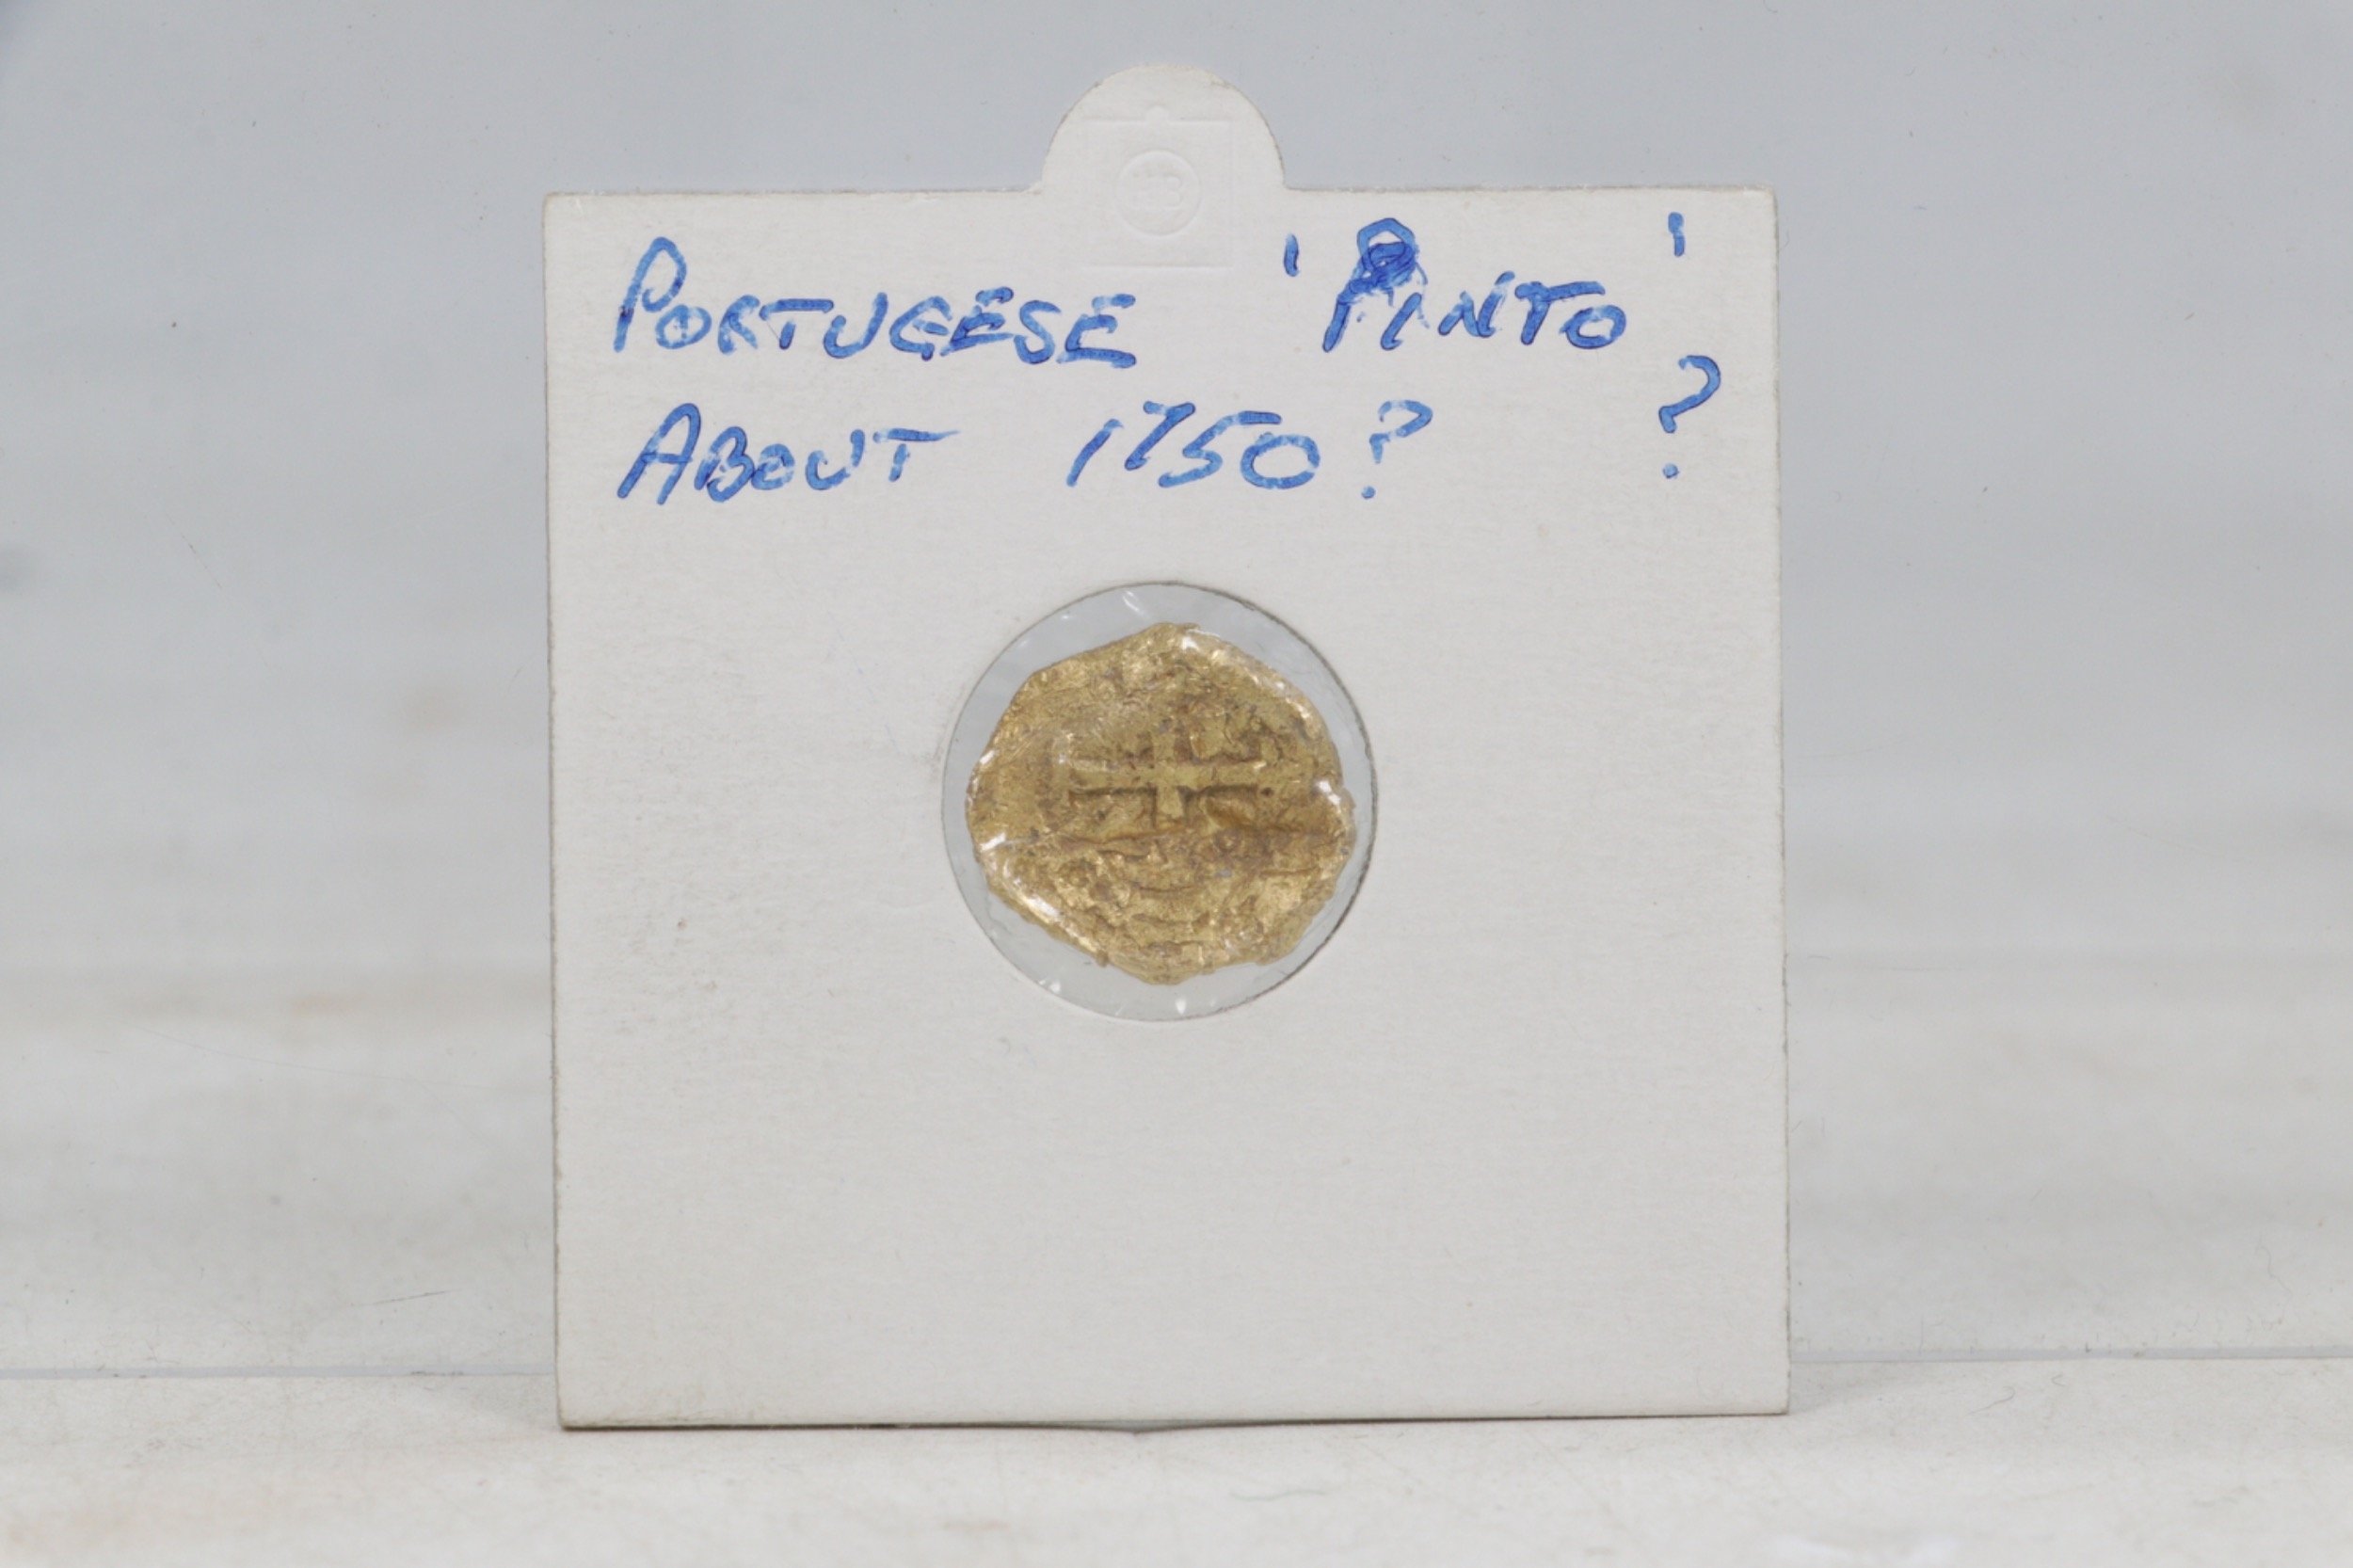 PORTUGESE 'PINTO'
ABOUT 1750? ?